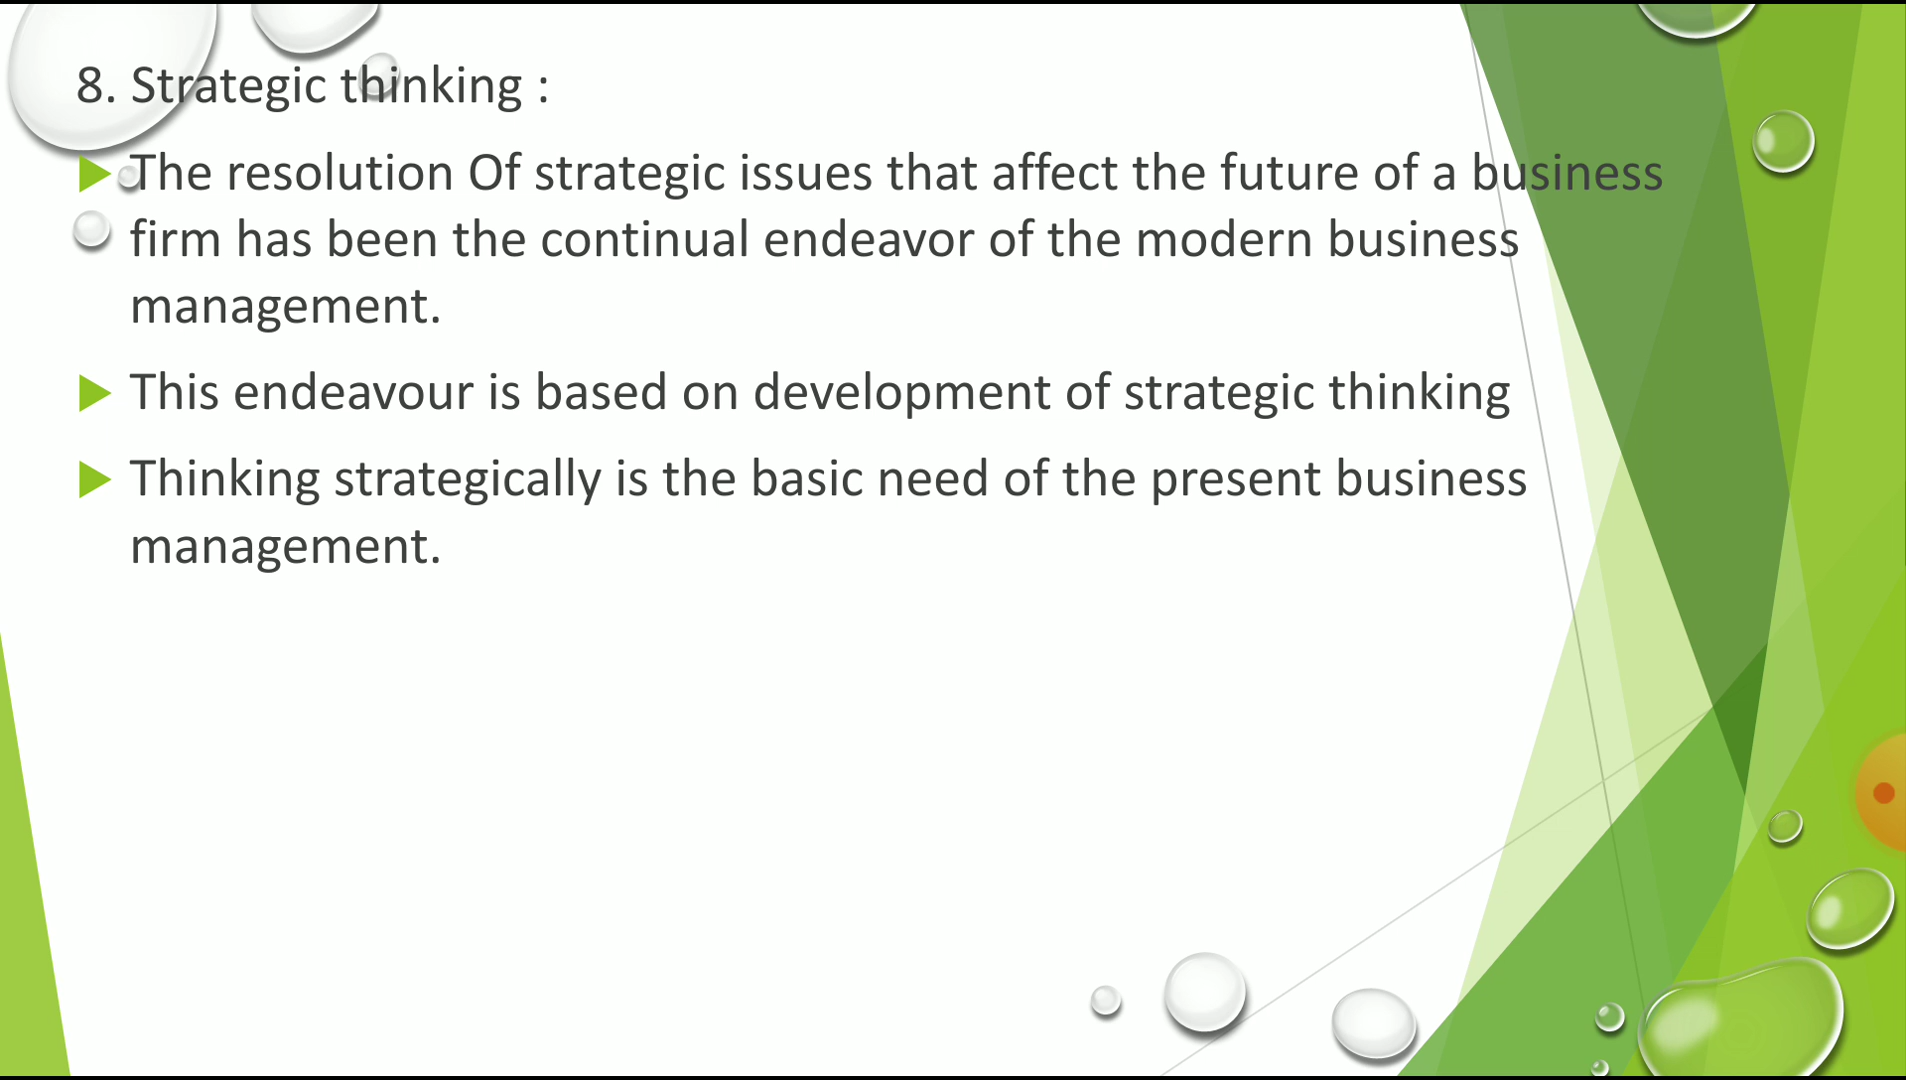 8. Strategic thinking :
The resolution Of strategic issues that affect the future of a business
firm has been the continual endeavor of the modern business
management.
This endeavour is based on development of strategic thinking
Thinking strategically is the basic need of the present business
management.